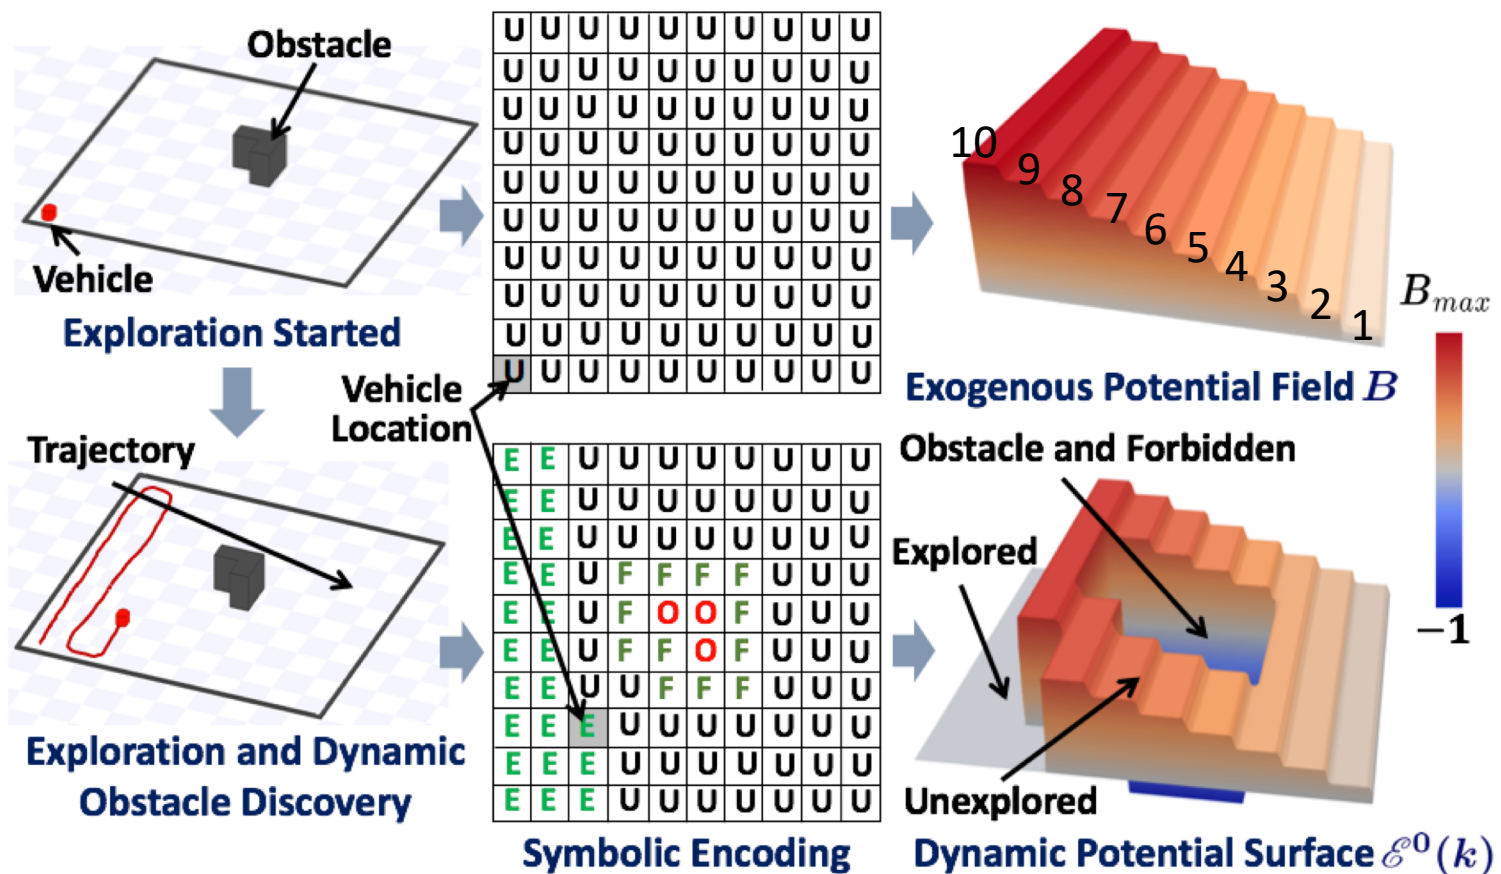 Obstacle
Vehicle
Exploration Started
U U U U U U U U U U
U U U U U U U U U U
U U U U U U U U U U
U U U U U U U U U U
U U U U U U U U U U
U U U U U U U U U U
U U U U U U U U U U
U U U U U U U U U U
U U U U U U U U U U
U U U U U U U U U U
10
9
8
7
6
5
4
3
2
1
Exogenous Potential Field B
B_max
−1
Vehicle
Location
Trajectory
Exploration and Dynamic
Obstacle Discovery
E E U U U U U U U U
E E U U U U U U U U
E E U U U U U U U U
E E U F F F F U U U
E E U F O O F U U U
E E U F F O F U U U
E E U U F F F U U U
E E E U U U U U U U
E E E U U U U U U U
E E E U U U U U U U
Symbolic Encoding
Obstacle and Forbidden
Explored
Unexplored
Dynamic Potential Surface ℰ⁰(k)